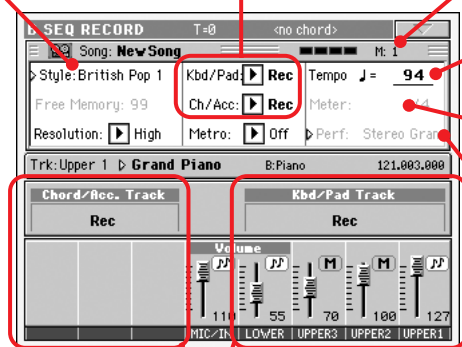 B-SEQ RECORD T=0 <no chord>
Song: New Song M: 1
Style: British Pop 1 Kbd/Pad: Rec Tempo ♩= 94
Free Memory: 99 Ch/Acc: Rec Meter: /4
Resolution: High Metro: Off Perf: Stereo Gran
Trk: Upper 1 Grand Piano B:Piano 121.003.000
Chord/Acc. Track Kbd/Pad Track
Rec Rec
Volume
M M
110 55 70 100 127
MIC/IN LOWER UPPER3 UPPER2 UPPER1